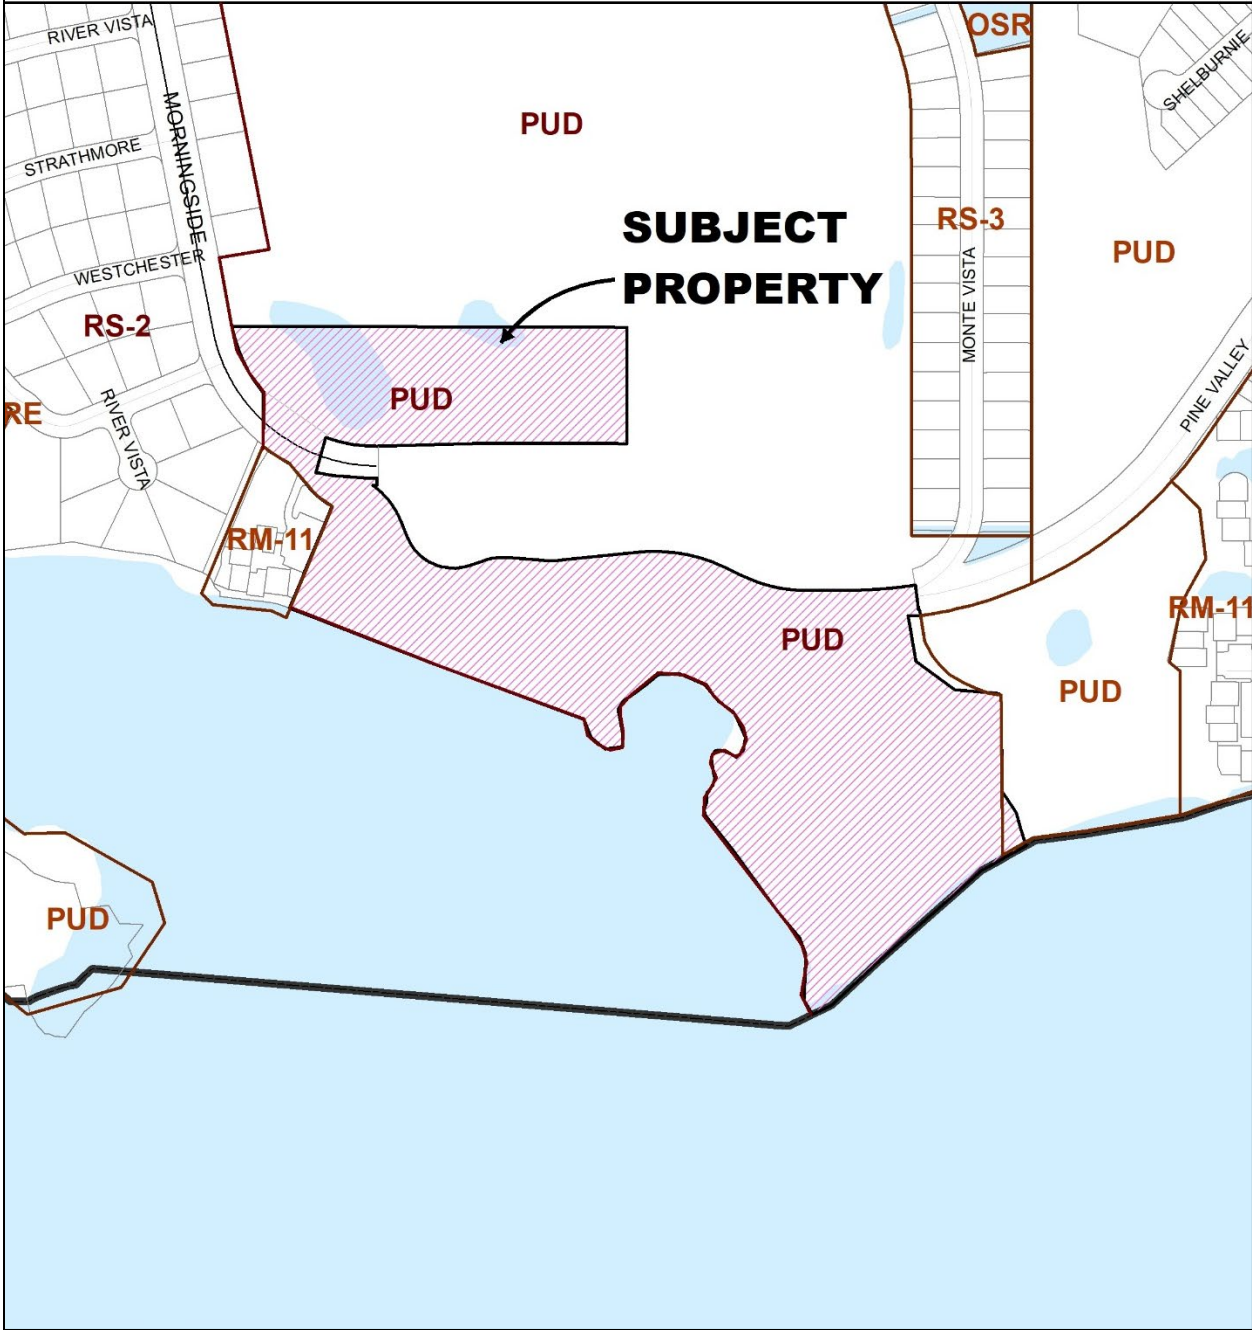 RIVER VISTA
OSR
SHELBURNIE
MORNINGSIDE
PUD
STRATHMORE
SUBJECT
PROPERTY
RS-3
PUD
WESTCHESTER
MONTE VISTA
RS-2
PINE VALLEY
PUD
RE
RIVER VISTA
RM-11
RM-11
PUD
PUD
PUD